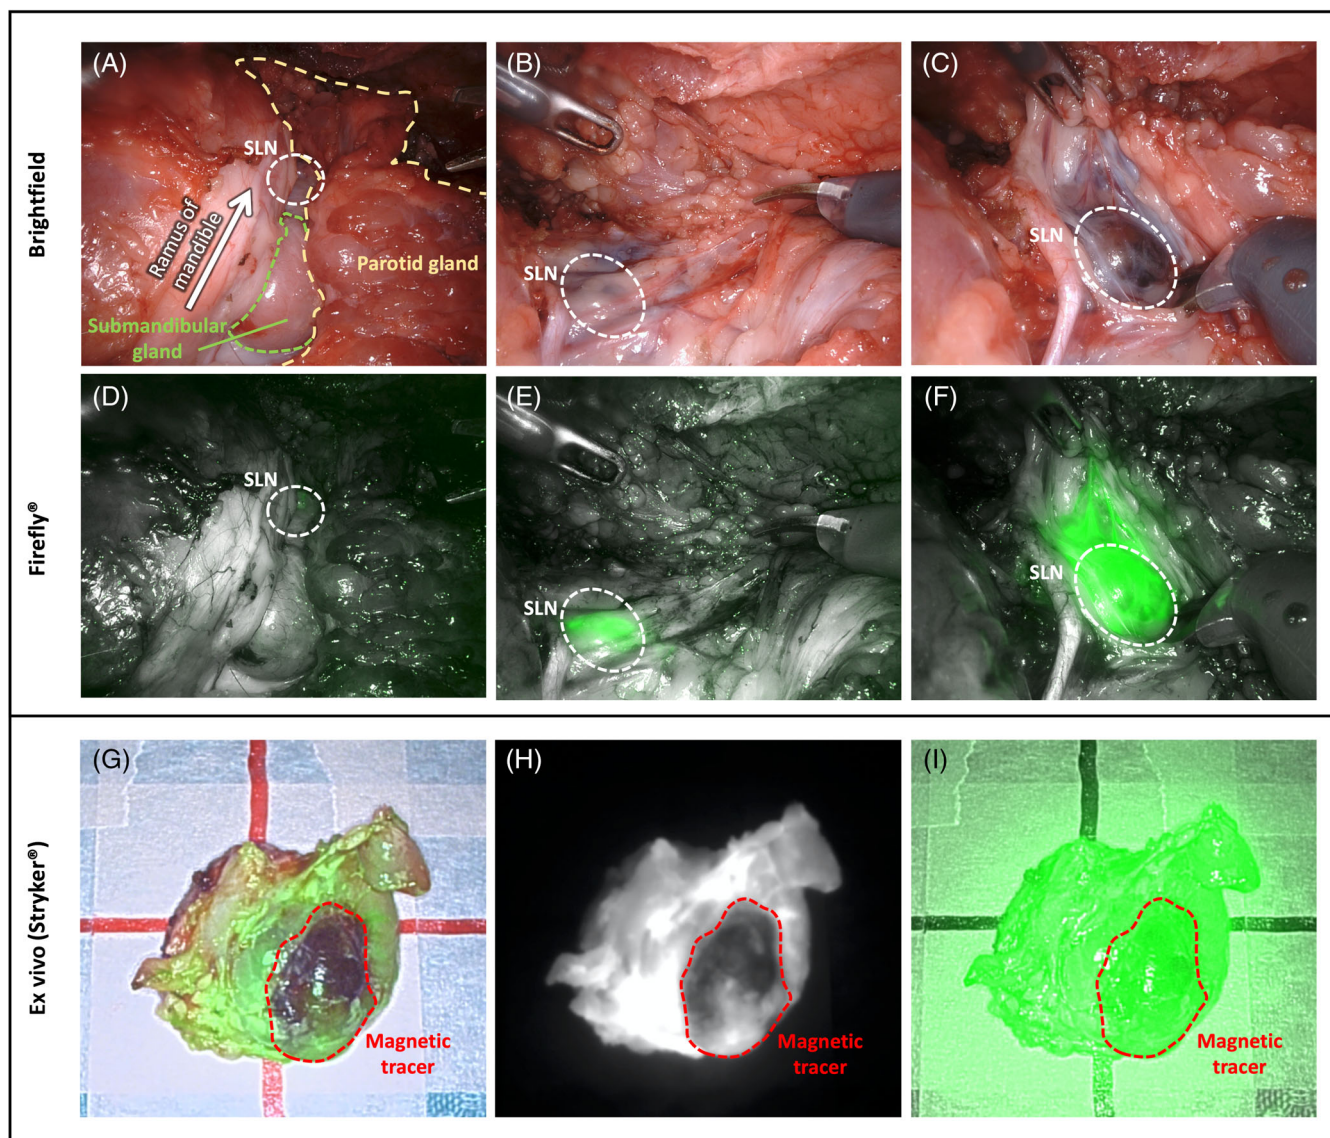 Brightfield
(A)
SLN
Ramus of
mandible
Parotid gland
Submandibular
gland
(B)
SLN
(C)
SLN
Firefly®
(D)
SLN
(E)
SLN
(F)
SLN
Ex vivo (Stryker®)
(G)
Magnetic
tracer
(H)
Magnetic
tracer
(I)
Magnetic
tracer